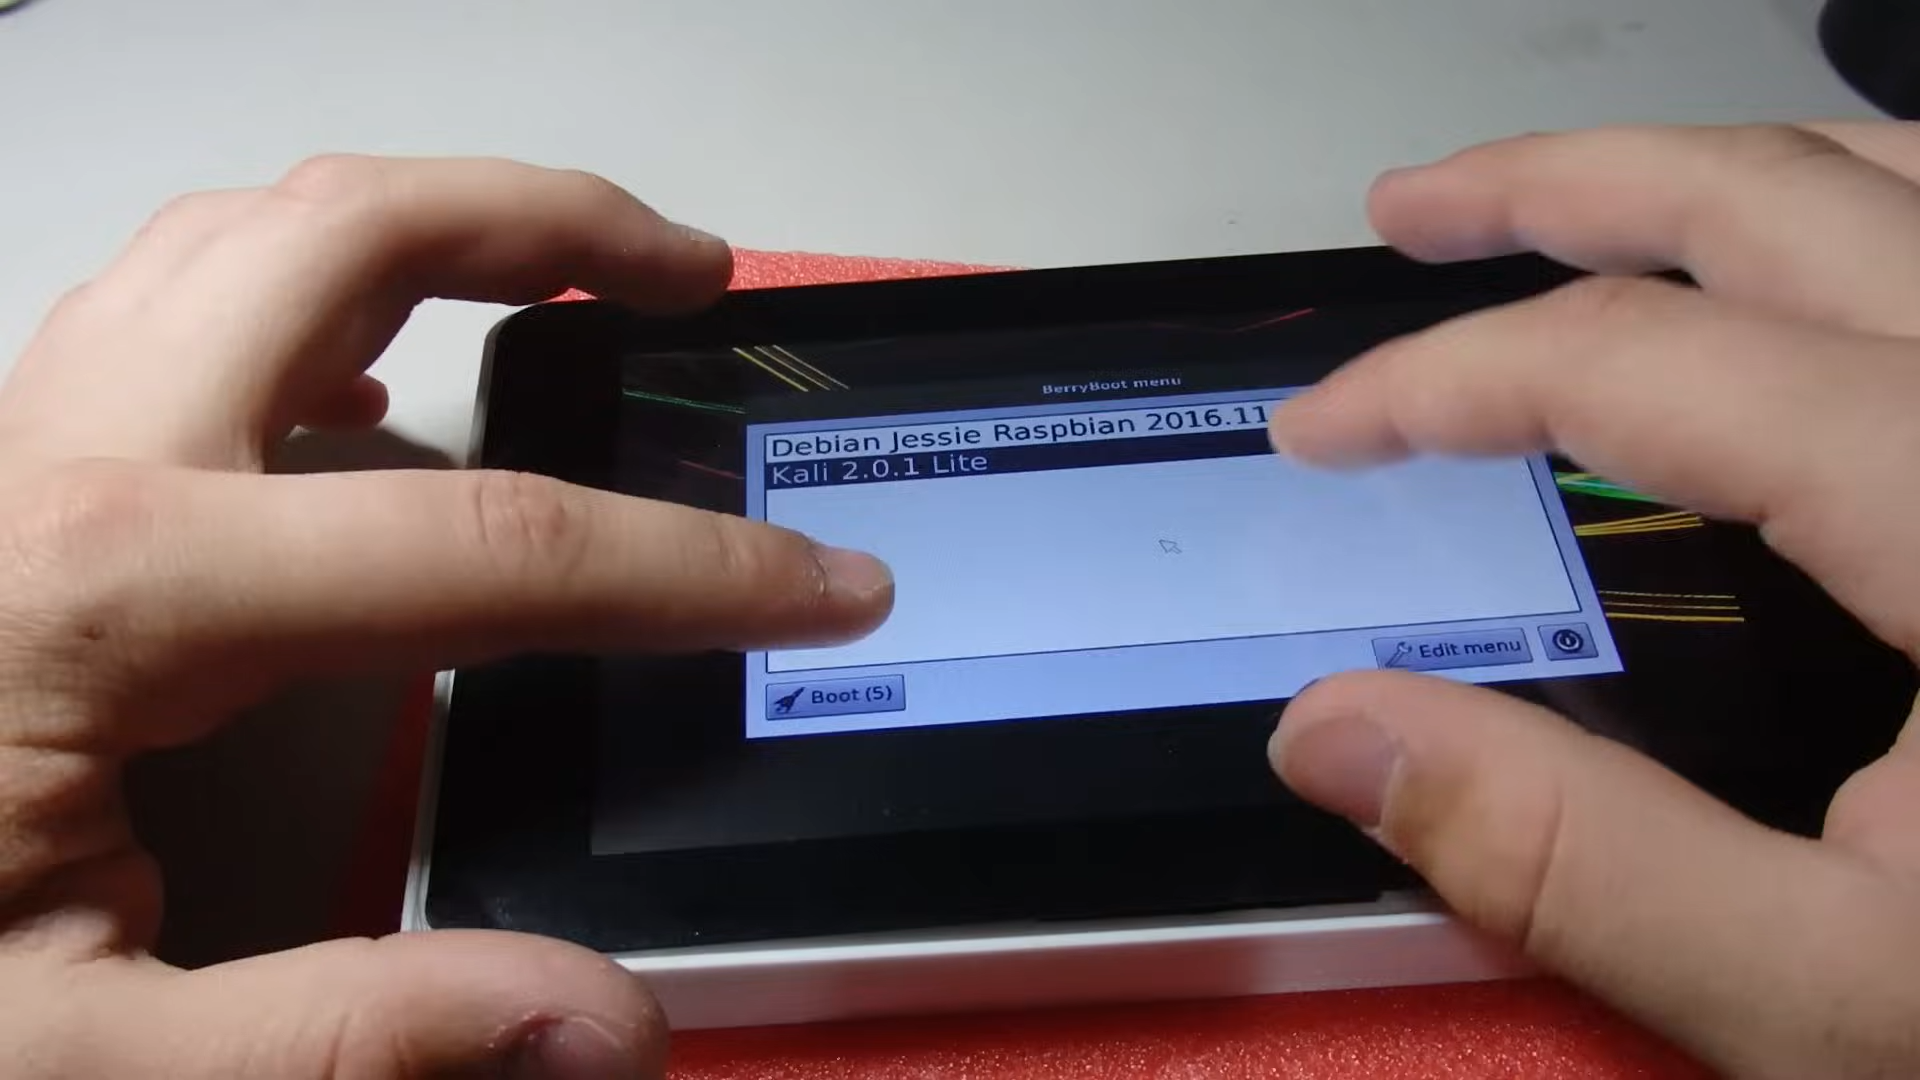 BerryBoot menu
Debian Jessie Raspbian 2016.11
Kali 2.0.1 Lite
Edit menu
Boot (5)